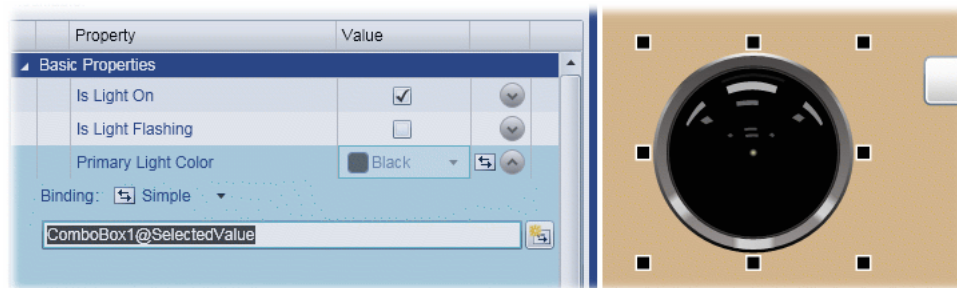 Property Value
Basic Properties
Is Light On
Is Light Flashing
Primary Light Color Black
Binding: Simple
ComboBox1@SelectedValue